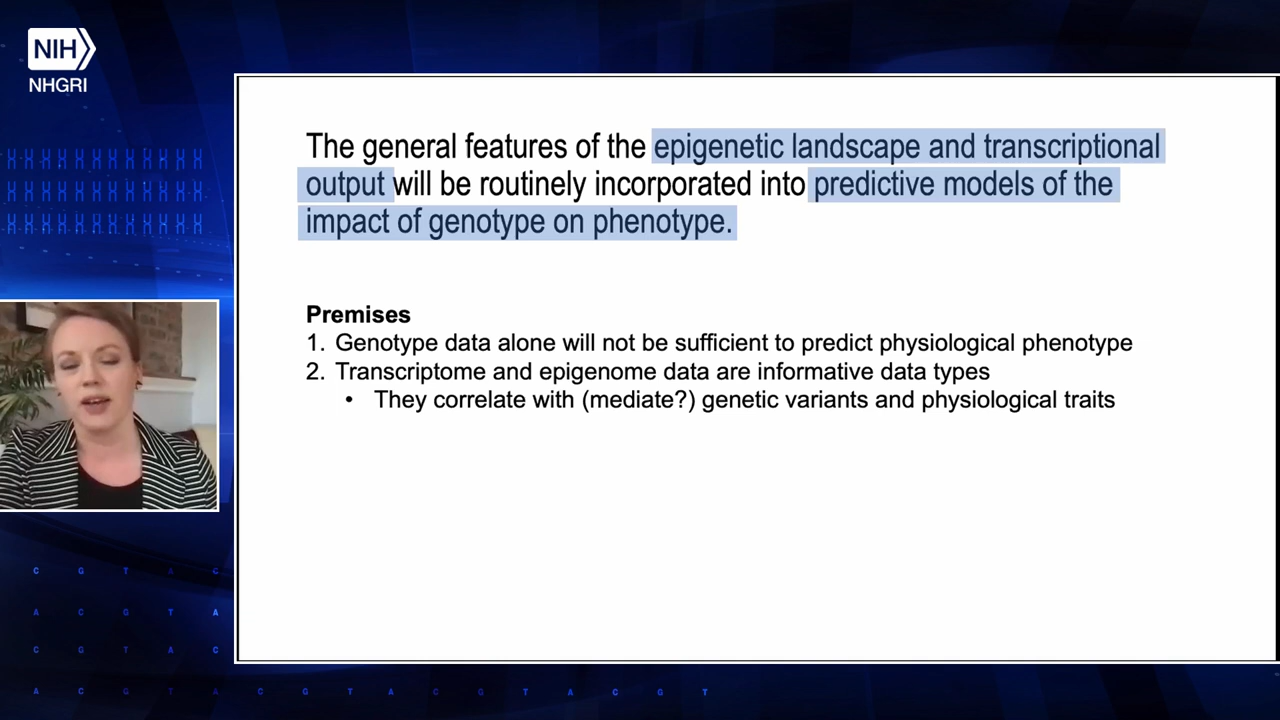 NIH
NHGRI
The general features of the epigenetic landscape and transcriptional
output will be routinely incorporated into predictive models of the
impact of genotype on phenotype.
Premises
1. Genotype data alone will not be sufficient to predict physiological phenotype
2. Transcriptome and epigenome data are informative data types
• They correlate with (mediate?) genetic variants and physiological traits
C G T A C
A C G T A
C G T A C
A C G T A C G T A C G T A C G T